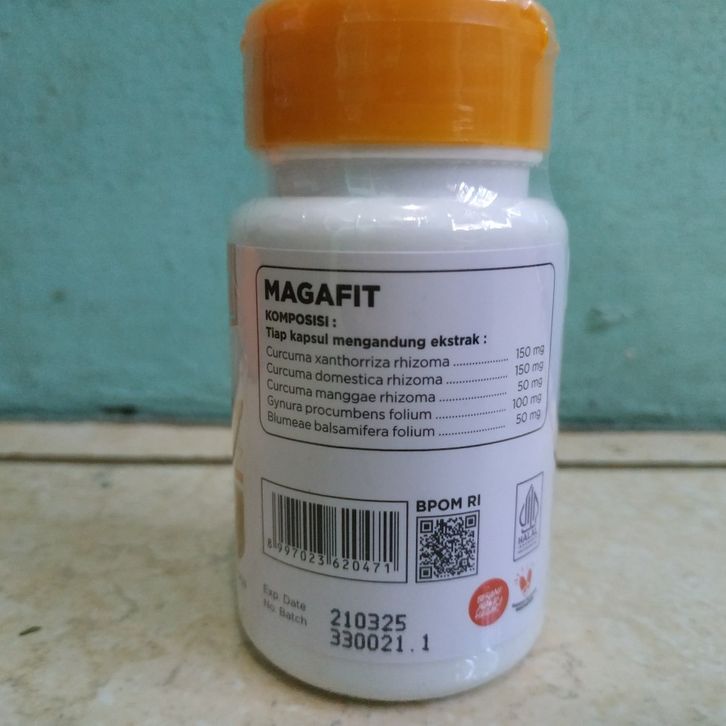 MAGAFIT
KOMPOSISI :
Tiap kapsul mengandung ekstrak :
Curcuma xanthorriza rhizoma .................. 150 mg
Curcuma domestica rhizoma .................. 150 mg
Curcuma manggae rhizoma .................. 50 mg
Gynura procumbens folium .................. 100 mg
Blumeae balsamifera folium .................. 50 mg
BPOM RI
8 997023 620471
HALAL
Exp. Date 210325
No. Batch 330021.1